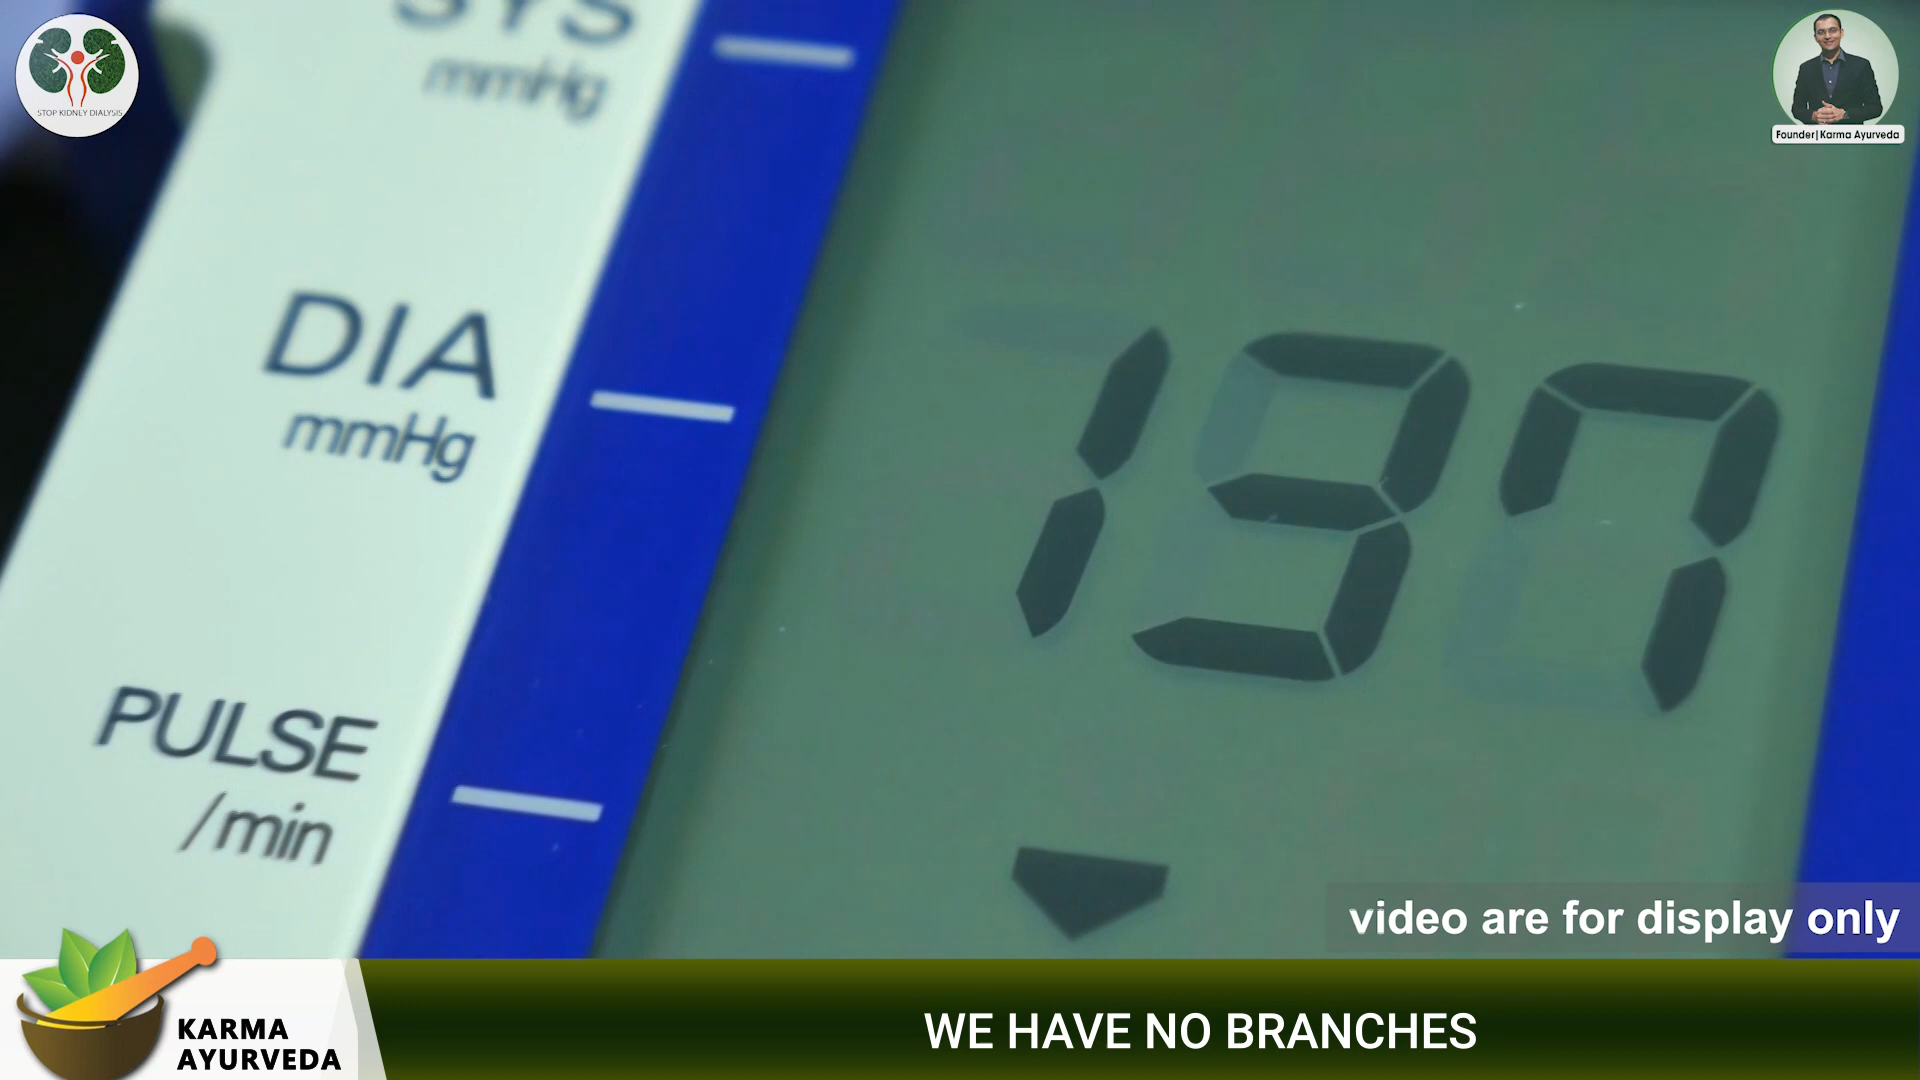 SYS
mmHg
STOP KIDNEY DIALYSIS
Founder|Karma Ayurveda
DIA
mmHg
197
PULSE
/min
video are for display only
KARMA
AYURVEDA
WE HAVE NO BRANCHES